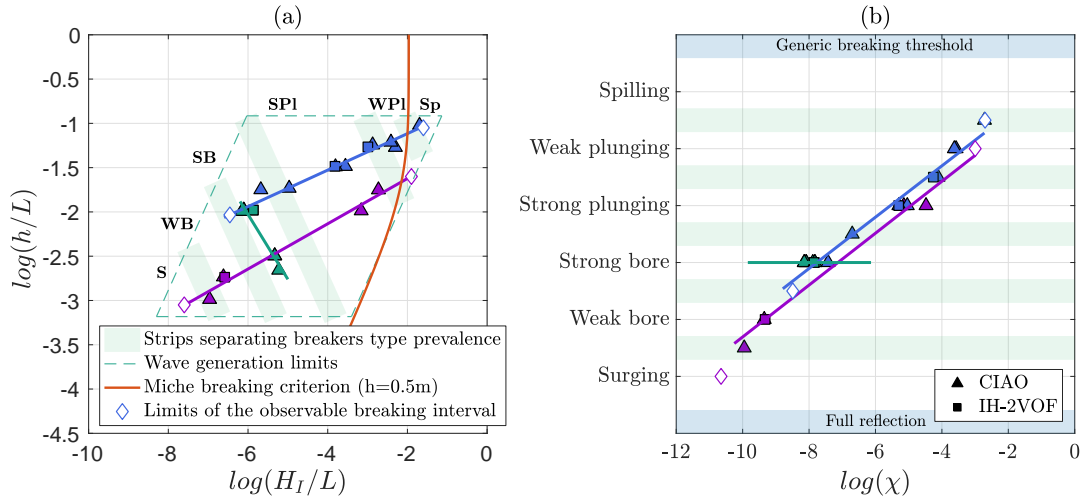 (a)
0
-0.5
-1
-1.5
-2
-2.5
-3
-3.5
-4
-4.5
log(h/L)
SPl
WPl
Sp
SB
WB
S
Strips separating breakers type prevalence
Wave generation limits
Miche breaking criterion (h=0.5m)
Limits of the observable breaking interval
-10
-8
-6
-4
-2
0
log(H_I/L)
(b)
Generic breaking threshold
Spilling
Weak plunging
Strong plunging
Strong bore
Weak bore
Surging
CIAO
IH-2VOF
Full reflection
-12
-10
-8
-6
-4
-2
0
log(χ)